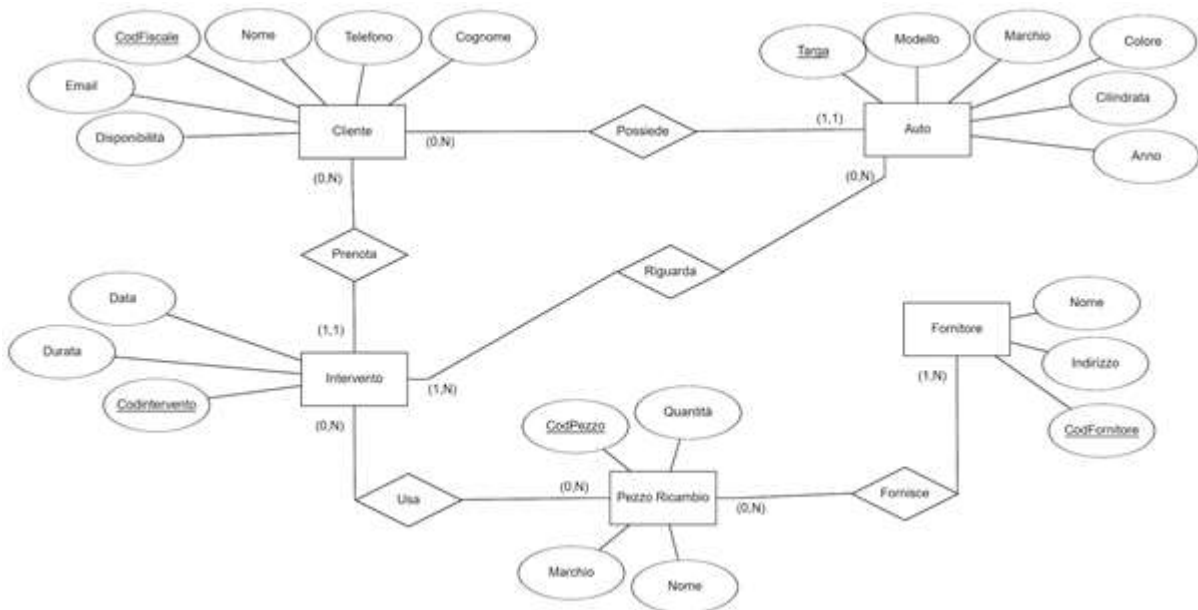 CodFiscale
Nome
Telefono
Cognome
Email
Disponibilità
Cliente
(0,N)
(0,N)
Possiede
(1,1)
Targa
Modello
Marchio
Colore
Cilindrata
Anno
Auto
(0,N)
Prenota
Riguarda
(1,1)
Data
Durata
Codintervento
Intervento
(1,N)
(0,N)
Nome
Indirizzo
CodFornitore
Fornitore
(1,N)
Usa
(0,N)
CodPezzo
Quantità
Pezzo Ricambio
(0,N)
Fornisce
Marchio
Nome